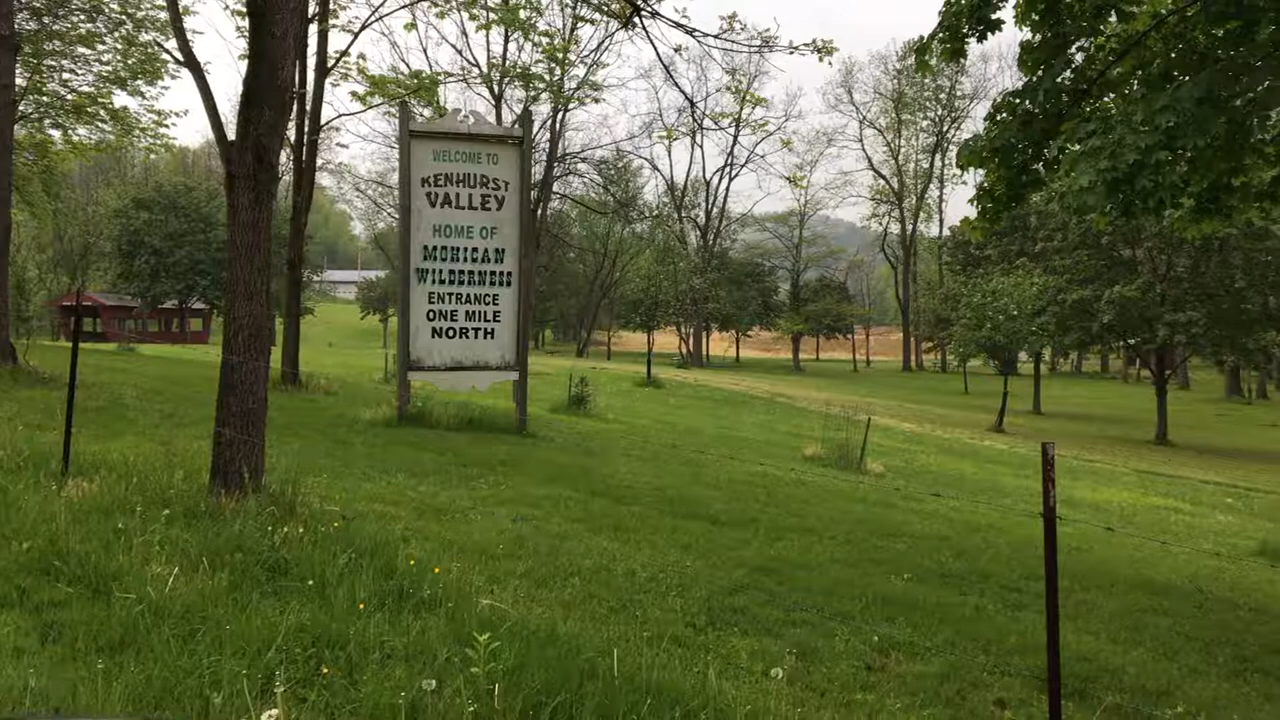 WELCOME TO
KENHURST
VALLEY
HOME OF
MOHICAN
WILDERNESS
ENTRANCE
ONE MILE
NORTH